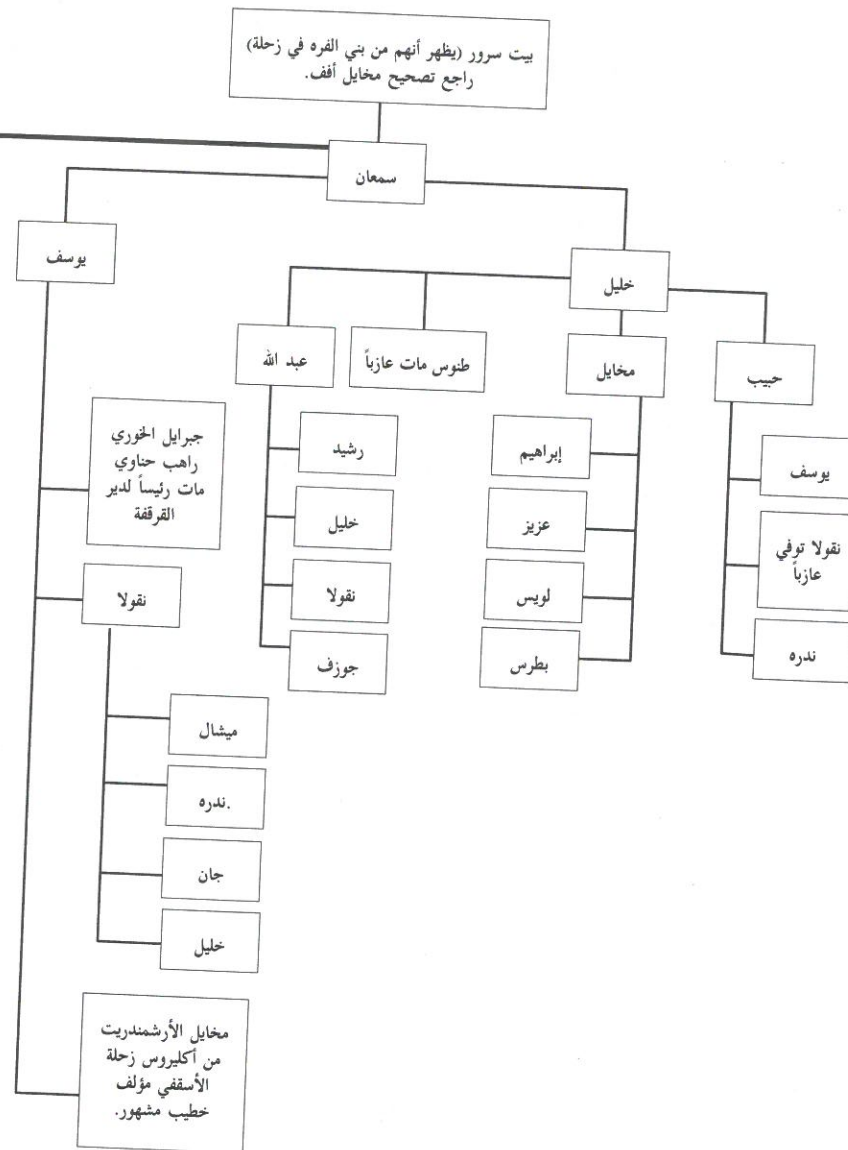 بيت سرور (يظهر أنهم من بني الفره في زحلة)
راجع تصحيح مخايل أفف.
سمعان
خليل
يوسف
حبيب
مخايل
طنوس مات عازباً
عبد الله
يوسف
نقولا توفي
عازباً
ندره
إبراهيم
عزيز
لويس
بطرس
رشيد
خليل
نقولا
جوزف
جبرايل الخوري
راهب حناوي
مات رئيساً لدير
القرقفة
نقولا
ميشال
ندره.
جان
خليل
مخايل الأرشمندريت
من أكليروس زحلة
الأسقفي مؤلف
خطيب مشهور.